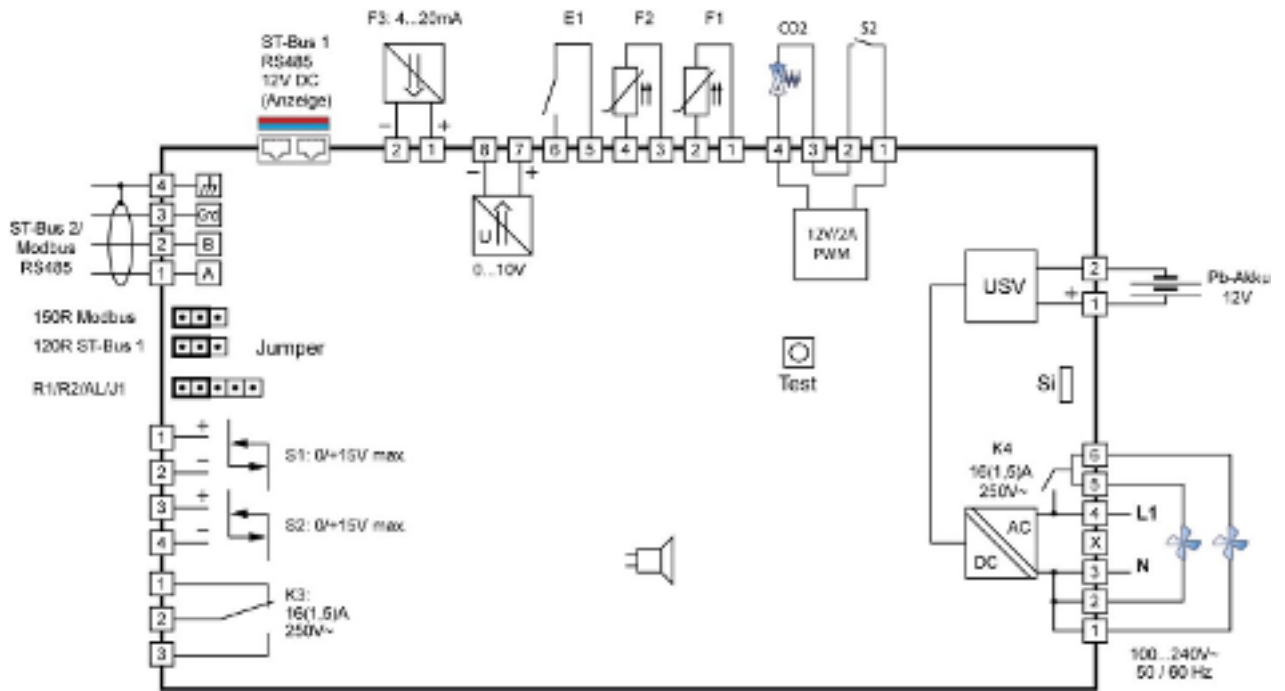 F3: 4...20mA
E1
F2
F1
CO2
S2
ST-Bus 1
RS485
12V DC
(Anzeige)
– +
2 1
8 7 6 5 4 3 2 1
4 3 2 1
– +
U
0...10V
12V/2A
PWM
4
3 Grd
2 B
1 A
ST-Bus 2/
Modbus
RS485
150R Modbus
120R ST-Bus 1
Jumper
R1/R2/AL/J1
USV
2
+ 1
Pb-Akku
12V
Test
Si
1 +
2 –
S1: 0/+15V max.
3 +
4 –
S2: 0/+15V max.
1
2
3
K3:
16(1,5)A
250V~
K4
16(1,5)A
250V~
AC
DC
6
5
4 L1
X
3 N
2
1
100...240V~
50 / 60 Hz